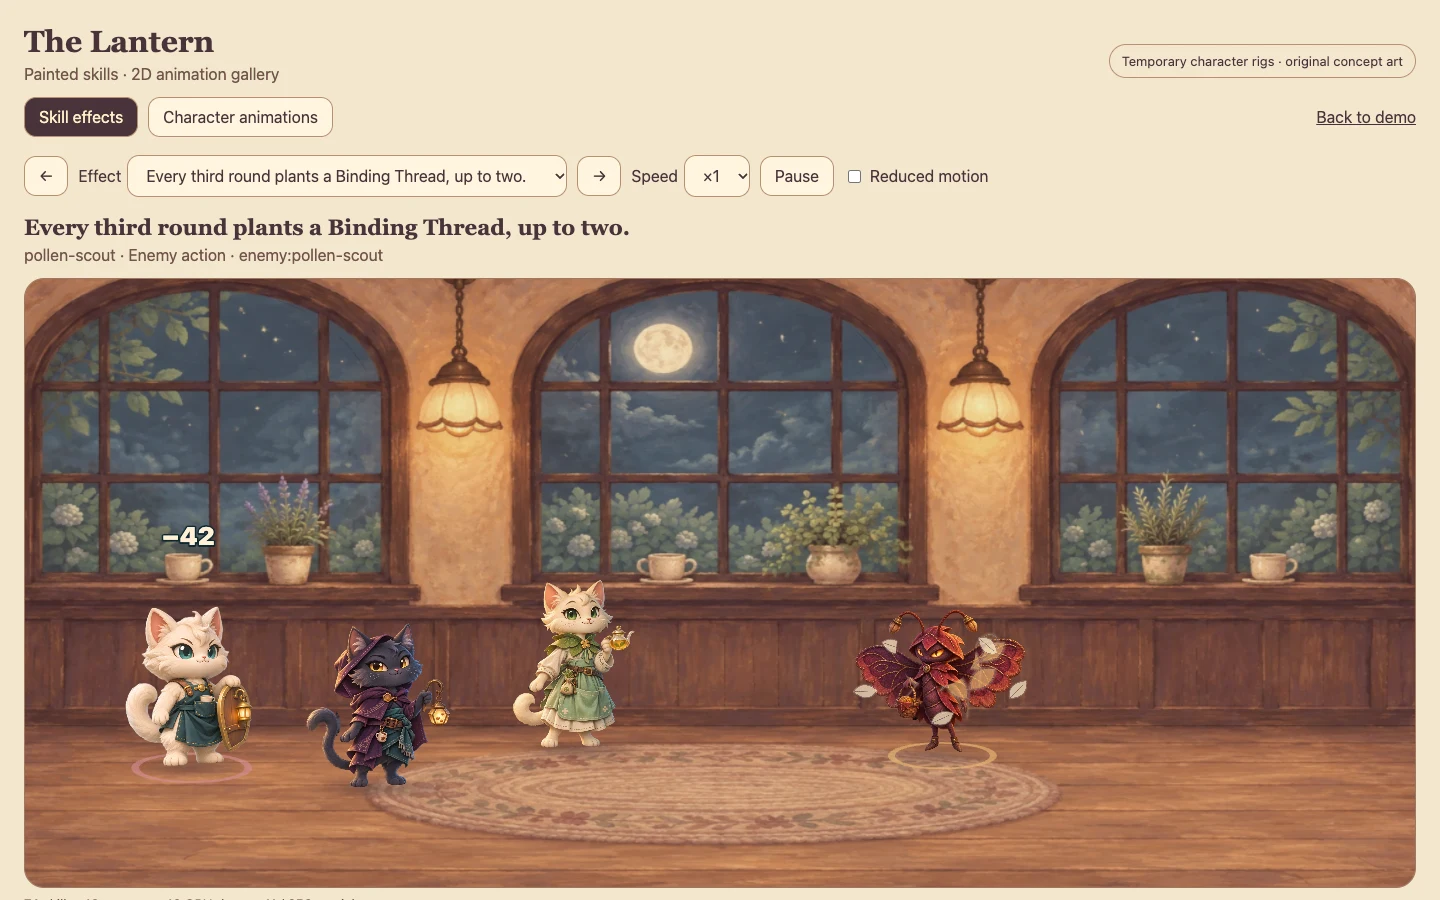 The Lantern
Painted skills · 2D animation gallery
Temporary character rigs · original concept art
Skill effects
Character animations
Back to demo
← Effect Every third round plants a Binding Thread, up to two. → Speed ×1 Pause Reduced motion
Every third round plants a Binding Thread, up to two.
pollen-scout · Enemy action · enemy:pollen-scout
−42